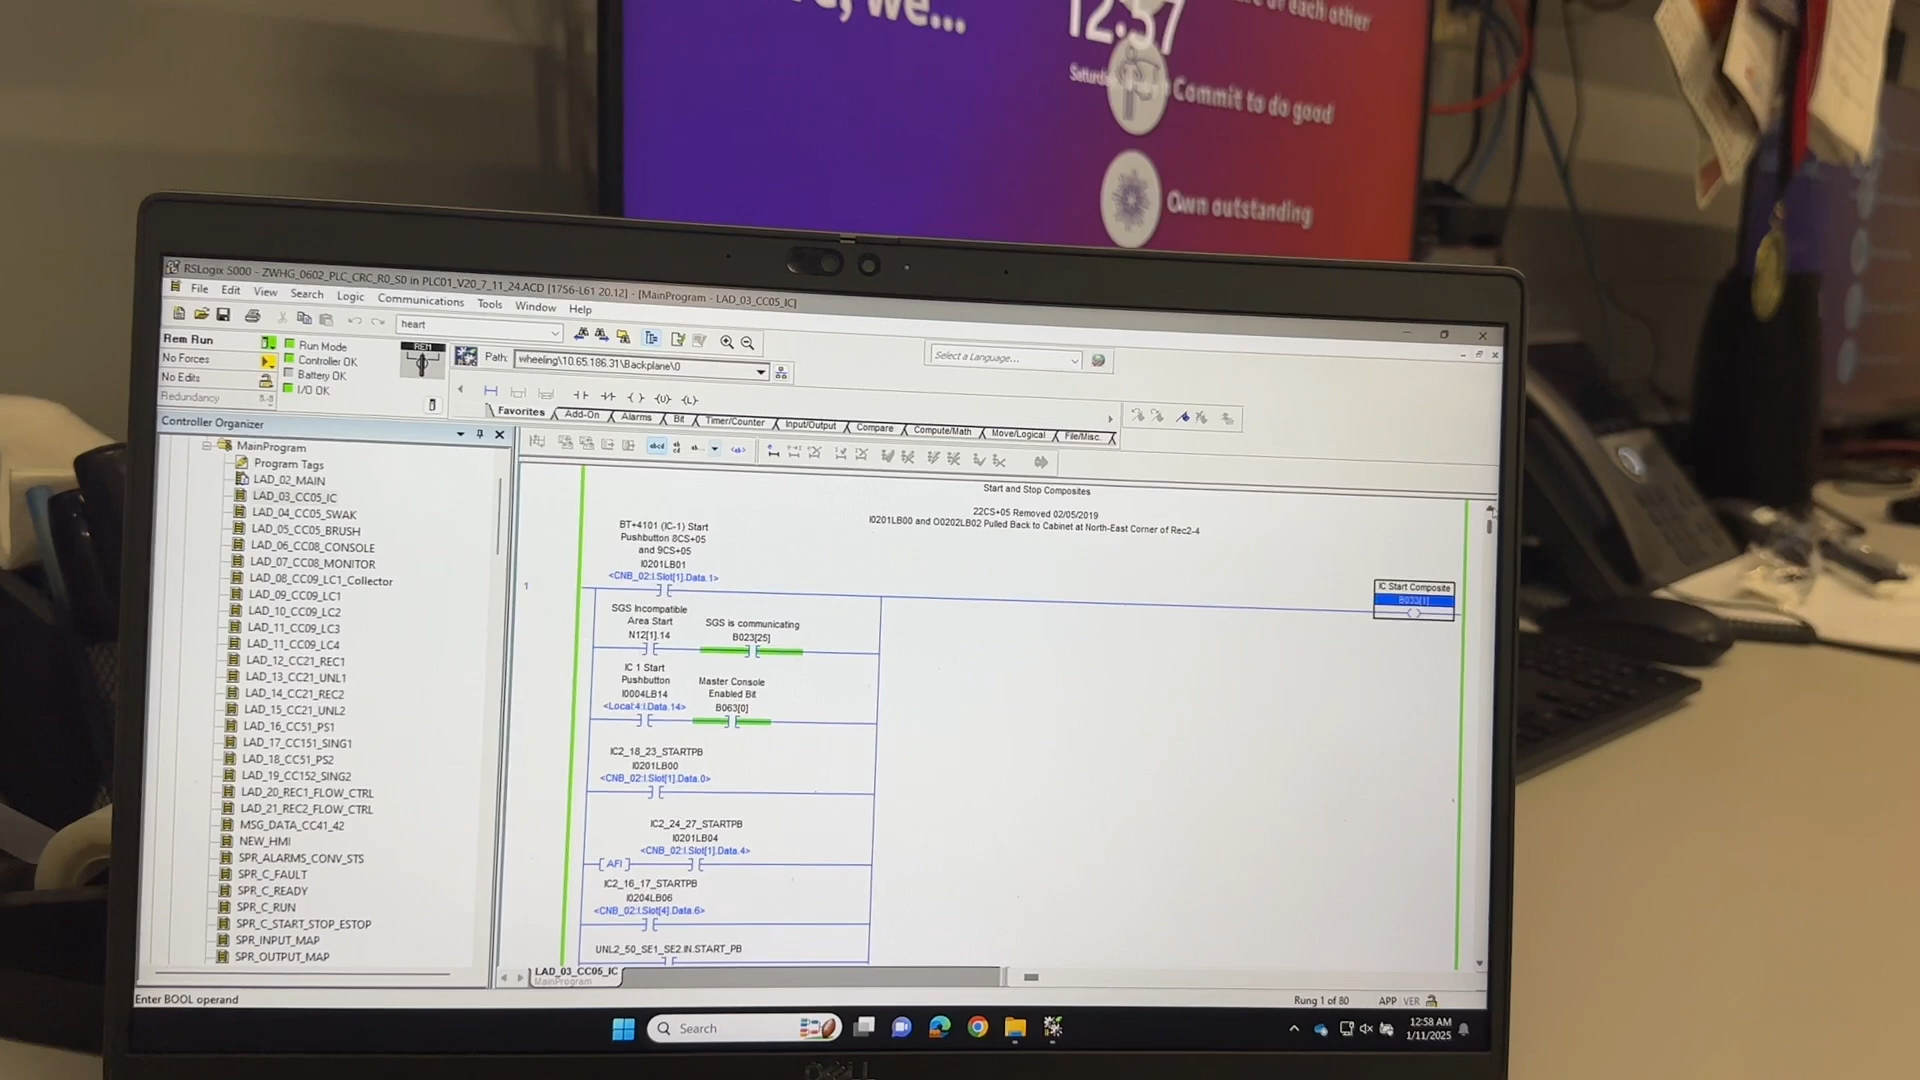 we...
12:57
of each other
Commit to do good
Own outstanding
RSLogix 5000 - ZWHG_0602_PLC_CRC_R0_S0 in PLC01_V20_7_11_24.ACD [1756-L61 20.12] - [MainProgram - LAD_03_CC05_IC]
File Edit View Search Logic Communications Tools Window Help
heart
Rem Run
No Forces
No Edits
Redundancy
Run Mode
Controller OK
Battery OK
I/O OK
REM
Path: wheeling\10.65.186.31\Backplane\0
Select a Language...
Favorites Add-On Alarms Bit Timer/Counter Input/Output Compare Compute/Math Move/Logical File/Misc.
Controller Organizer
MainProgram
Program Tags
LAD_02_MAIN
LAD_03_CC05_IC
LAD_04_CC05_SWAK
LAD_05_CC05_BRUSH
LAD_06_CC08_CONSOLE
LAD_07_CC08_MONITOR
LAD_08_CC09_LC1_Collector
LAD_09_CC09_LC1
LAD_10_CC09_LC2
LAD_11_CC09_LC3
LAD_11_CC09_LC4
LAD_12_CC21_REC1
LAD_13_CC21_UNL1
LAD_14_CC21_REC2
LAD_15_CC21_UNL2
LAD_16_CC51_PS1
LAD_17_CC151_SING1
LAD_18_CC51_PS2
LAD_19_CC152_SING2
LAD_20_REC1_FLOW_CTRL
LAD_21_REC2_FLOW_CTRL
MSG_DATA_CC41_42
NEW_HMI
SPR_ALARMS_CONV_STS
SPR_C_FAULT
SPR_C_READY
SPR_C_RUN
SPR_C_START_STOP_ESTOP
SPR_INPUT_MAP
SPR_OUTPUT_MAP
Start and Stop Composites
22CS+05 Removed 02/05/2019
I0201LB00 and O0202LB02 Pulled Back to Cabinet at North-East Corner of Rec2-4
BT+4101 (IC-1) Start
Pushbutton 8CS+05
and 9CS+05
I0201LB01
<CNB_02:I.Slot[1].Data.1>
1
IC Start Composite
B033[1]
SGS Incompatible
Area Start
N12[1].14
SGS is communicating
B023[25]
IC 1 Start
Pushbutton
I0004LB14
<Local:4:I.Data.14>
Master Console
Enabled Bit
B063[0]
IC2_18_23_STARTPB
I0201LB00
<CNB_02:I.Slot[1].Data.0>
IC2_24_27_STARTPB
I0201LB04
<CNB_02:I.Slot[1].Data.4>
AFI
IC2_16_17_STARTPB
I0204LB06
<CNB_02:I.Slot[4].Data.6>
UNL2_50_SE1_SE2.IN.START_PB
LAD_03_CC05_IC
MainProgram
Enter BOOL operand
Rung 1 of 80
APP VER
Search
12:58 AM
1/11/2025
DELL